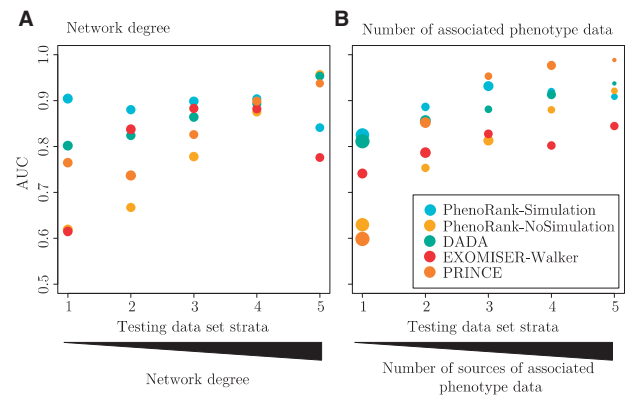 A
Network degree
AUC
1.0
0.9
0.8
0.7
0.6
0.5
1 2 3 4 5
Testing data set strata
Network degree
B
Number of associated phenotype data
PhenoRank-Simulation
PhenoRank-NoSimulation
DADA
EXOMISER-Walker
PRINCE
1 2 3 4 5
Testing data set strata
Number of sources of associated
phenotype data